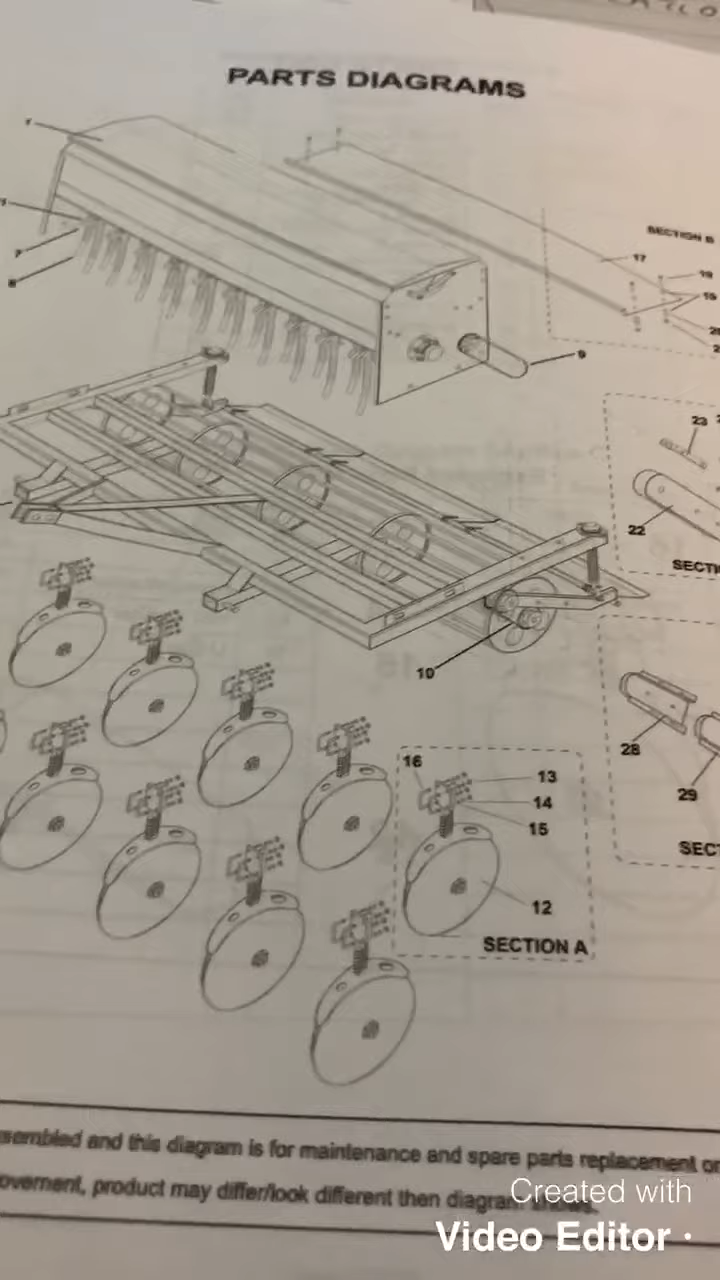 PARTS DIAGRAMS
SECTION B
17
19
15
9
23
22
10
28
29
16
13
14
15
12
SECTION A
and this diagram is for maintenance and spare parts replacement
product may differ/look different then
Created with
Video Editor